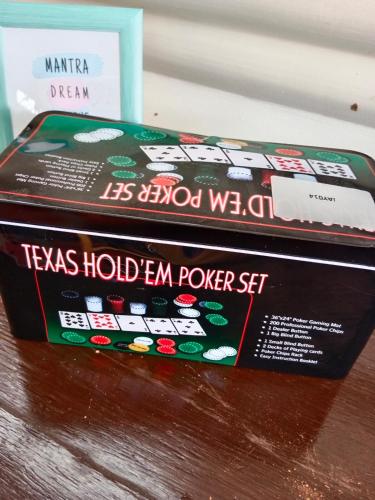 MANTRA
DREAM
TEXAS HOLD'EM POKER SET
IAY014
TEXAS HOLD'EM POKER SET
36"x24" Poker Gaming Mat
200 Professional Poker Chips
1 Dealer Button
1 Big Blind Button
1 Small Blind Button
2 Decks of Playing cards
Poker Chips Rack
Easy Instruction Booklet